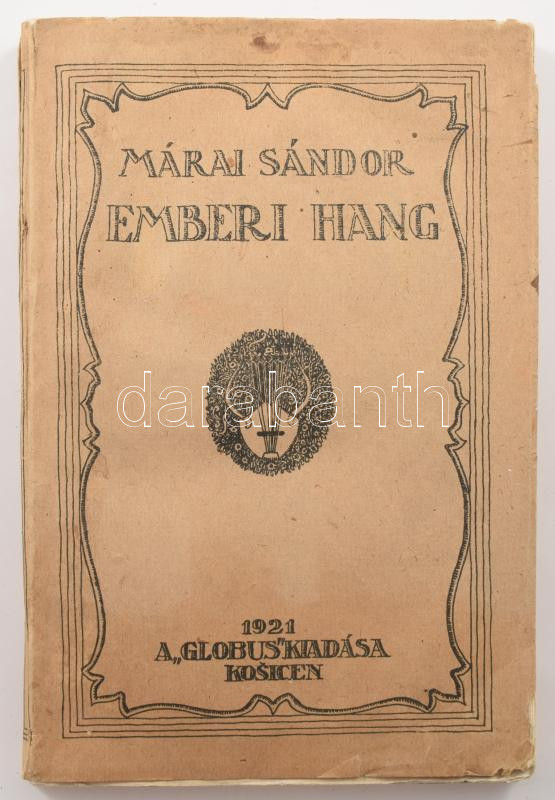 MÁRAI SÁNDOR
EMBERI HANG
darabanth
1921
A „GLOBUS” KIADÁSA
KOŠICEN